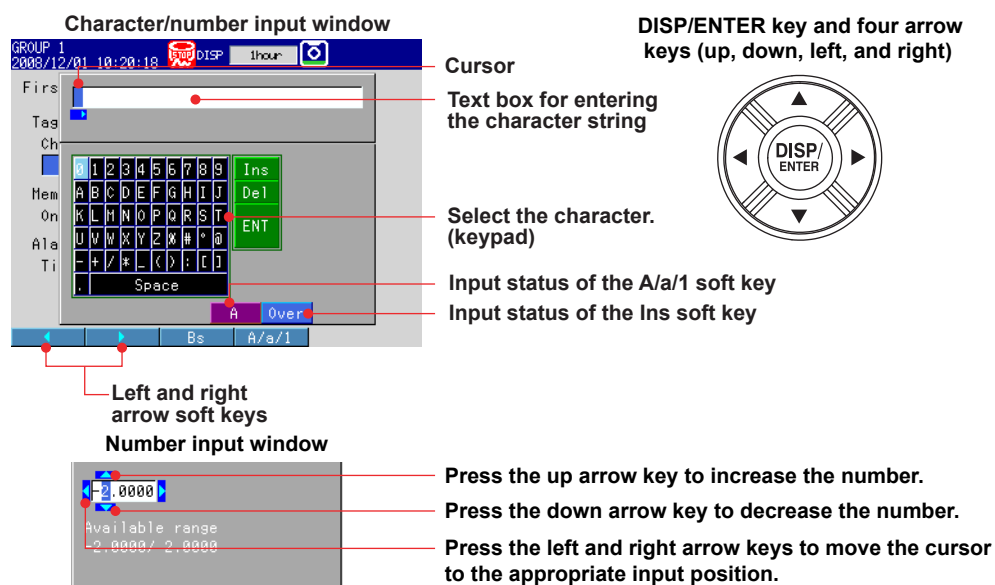 Character/number input window
DISP/ENTER key and four arrow
keys (up, down, left, and right)
GROUP 1
2008/12/01 10:20:18
STOP
DISP
1hour
Cursor
Text box for entering
the character string
Firs
Tag
Ch
Mem
On
Ala
Ti
0 1 2 3 4 5 6 7 8 9
A B C D E F G H I J
K L M N O P Q R S T
U V W X Y Z % # ° @
- + / * _ ( ) : [ ]
. Space
Ins
Del
ENT
DISP/
ENTER
Select the character.
(keypad)
Input status of the A/a/1 soft key
Input status of the Ins soft key
A Over
Bs A/a/1
Left and right
arrow soft keys
Number input window
-2.0000
Available range
-2.0000/ 2.0000
Press the up arrow key to increase the number.
Press the down arrow key to decrease the number.
Press the left and right arrow keys to move the cursor
to the appropriate input position.